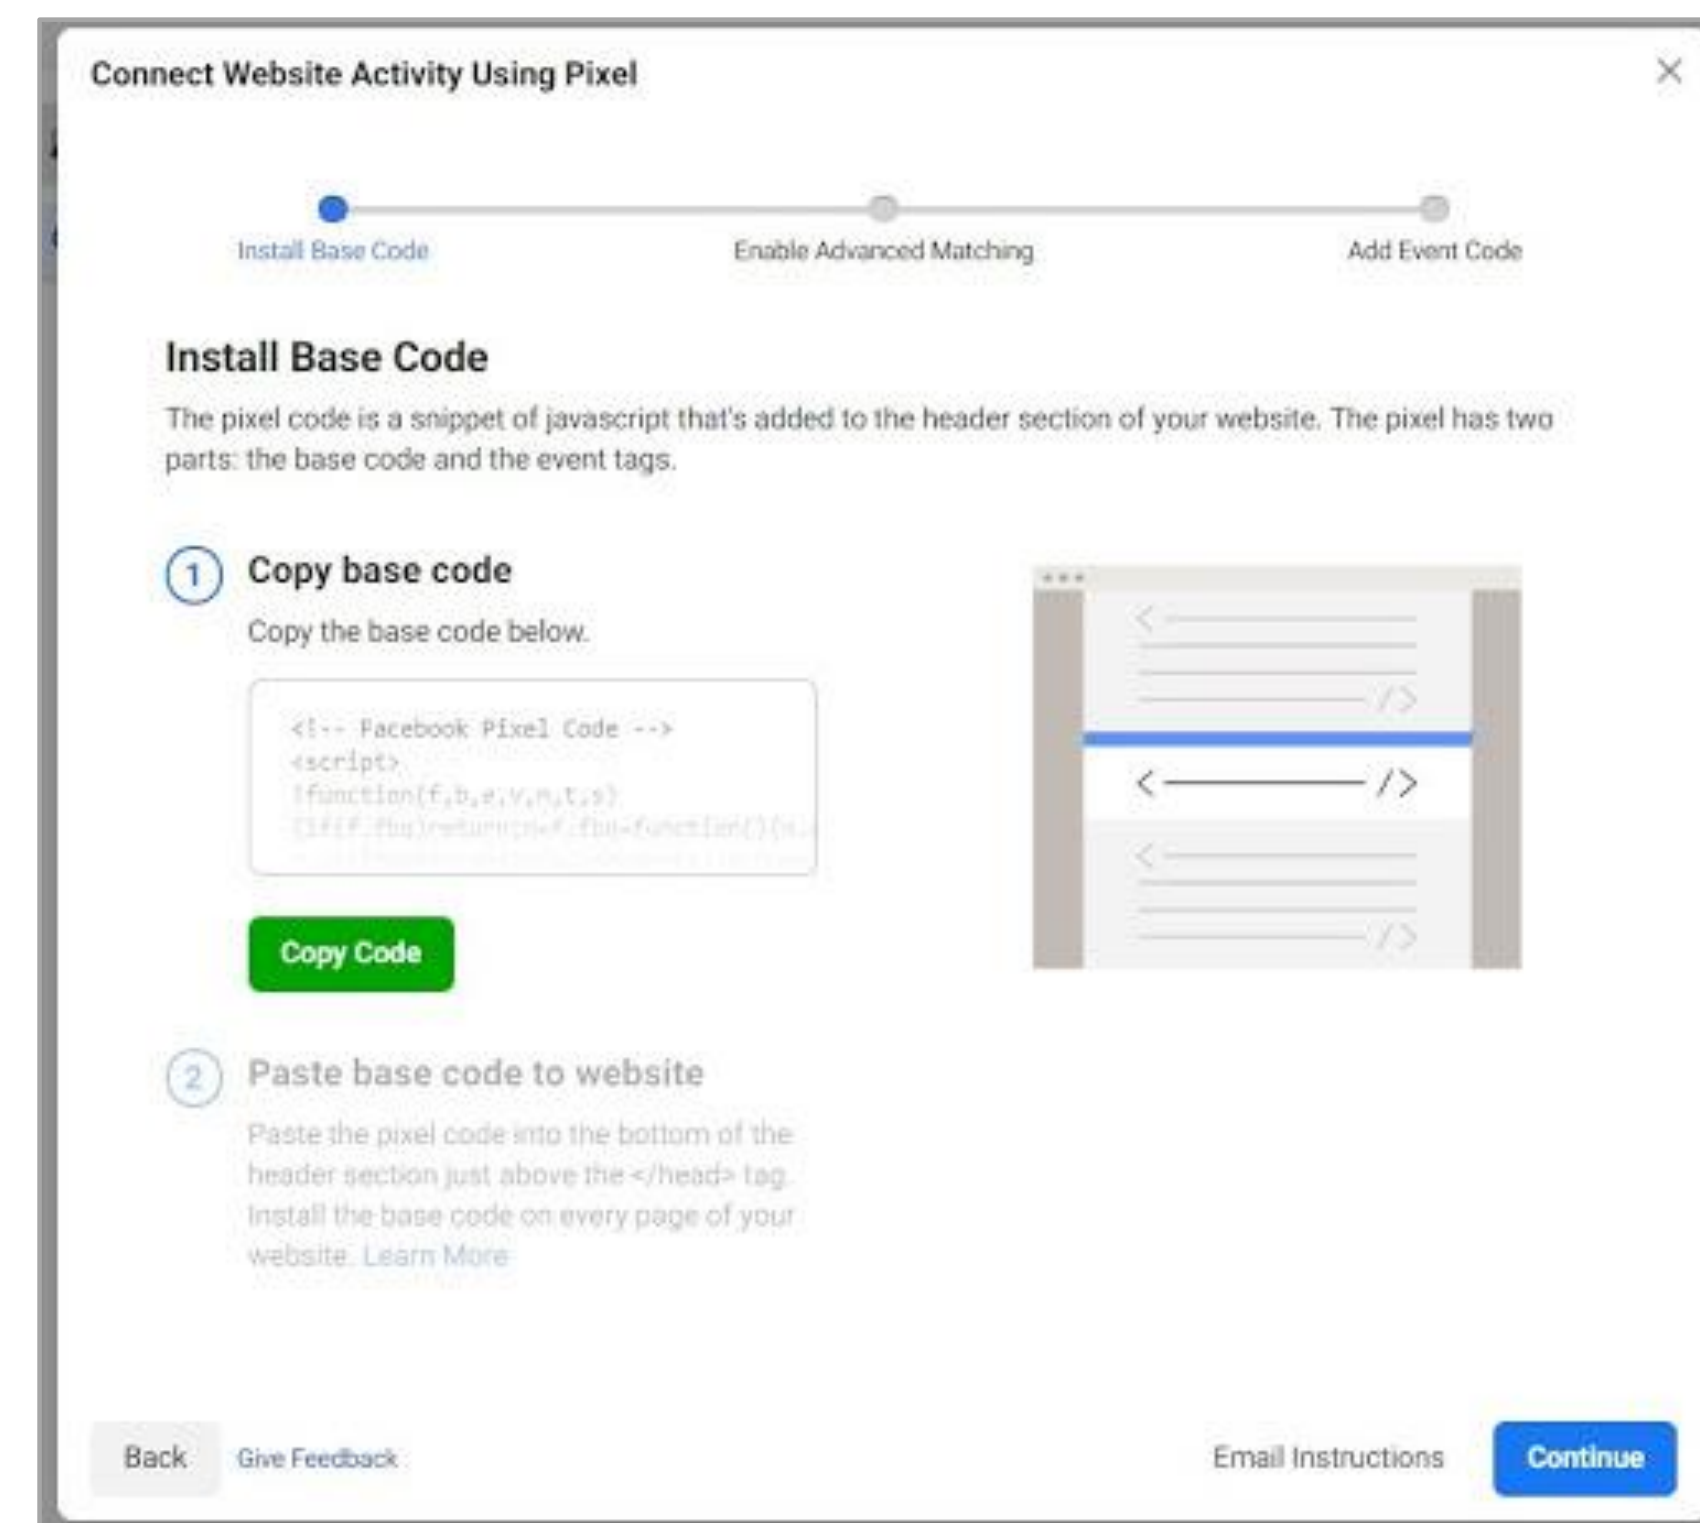 Connect Website Activity Using Pixel
Install Base Code
Enable Advanced Matching
Add Event Code
Install Base Code
The pixel code is a snippet of javascript that's added to the header section of your website. The pixel has two
parts: the base code and the event tags.
1
Copy base code
Copy the base code below.
<!-- Facebook Pixel Code -->
<script>
!function(f,b,e,v,n,t,s)
{if(f.fbq)return;n=f.fbq=function(){n.
Copy Code
2
Paste base code to website
Paste the pixel code into the bottom of the
header section just above the </head> tag.
Install the base code on every page of your
website. Learn More
Back
Give Feedback
Email Instructions
Continue